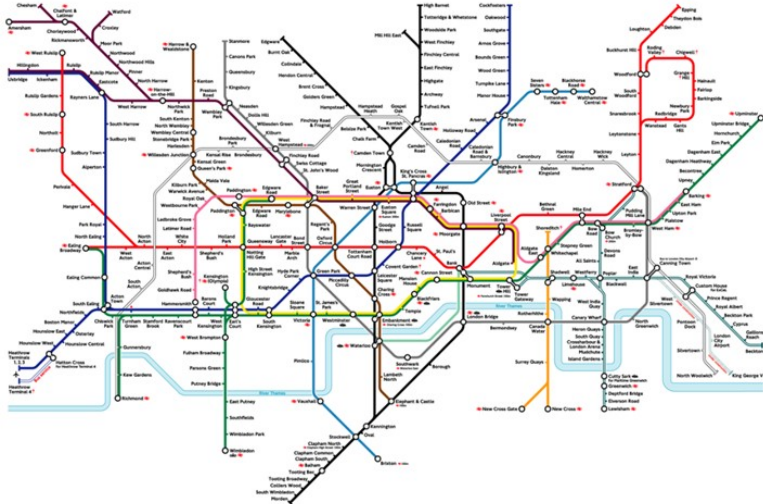 Chesham
Chalfont & Latimer
Watford
Amersham
Chorleywood
Rickmansworth
Croxley
Moor Park
Northwood
Northwood Hills
Pinner
North Harrow
Harrow-on-the-Hill
Northwick Park
Preston Road
Wembley Park
West Ruislip
Hillingdon
Ruislip
Ruislip Manor
Eastcote
Uxbridge
Ickenham
Rayners Lane
West Harrow
Ruislip Gardens
South Ruislip
Northolt
Greenford
Perivale
Hanger Lane
South Harrow
Sudbury Hill
Sudbury Town
Alperton
Park Royal
North Ealing
Ealing Broadway
Ealing Common
South Ealing
Northfields
Boston Manor
Osterley
Hounslow East
Hounslow Central
Hounslow West
Hatton Cross
Heathrow Terminals 1, 2, 3
Heathrow Terminal 4
Harrow & Wealdstone
Kenton
South Kenton
North Wembley
Wembley Central
Stonebridge Park
Harlesden
Willesden Junction
Kensal Green
Queen's Park
Kilburn Park
Maida Vale
Warwick Avenue
Royal Oak
Westbourne Park
Ladbroke Grove
Latimer Road
Stanmore
Canons Park
Queensbury
Kingsbury
Neasden
Dollis Hill
Willesden Green
Kilburn
West Hampstead
Finchley Road
Swiss Cottage
St. John's Wood
Edgware
Burnt Oak
Colindale
Hendon Central
Brent Cross
Golders Green
Hampstead
Belsize Park
Chalk Farm
Camden Town
Mornington Crescent
High Barnet
Totteridge & Whetstone
Woodside Park
West Finchley
Mill Hill East
Finchley Central
East Finchley
Highgate
Archway
Tufnell Park
Kentish Town
Cockfosters
Oakwood
Southgate
Arnos Grove
Bounds Green
Wood Green
Turnpike Lane
Manor House
Finsbury Park
Arsenal
Holloway Road
Seven Sisters
Blackhorse Road
Tottenham Hale
Walthamstow Central
Highbury & Islington
Canonbury
Dalston Kingsland
Hackney Central
Homerton
Hackney Wick
Epping
Theydon Bois
Debden
Loughton
Buckhurst Hill
Roding Valley
Chigwell
Woodford
Grange Hill
Hainault
Fairlop
Barkingside
Newbury Park
Gants Hill
Redbridge
Wanstead
South Woodford
Snaresbrook
Leytonstone
Leyton
Stratford
Upminster
Upminster Bridge
Hornchurch
Elm Park
Dagenham East
Dagenham Heathway
Becontree
Upney
Barking
East Ham
Upton Park
Plaistow
West Ham
Paddington
Edgware Road
Marylebone
Baker Street
Great Portland Street
Euston
King's Cross St. Pancras
Euston Square
Warren Street
Regent's Park
Goodge Street
Russell Square
Angel
Old Street
Farringdon
Barbican
Moorgate
Liverpool Street
Bethnal Green
Mile End
Stepney Green
Whitechapel
Aldgate East
Aldgate
Bayswater
Notting Hill Gate
Lancaster Gate
Queensway
Marble Arch
Bond Street
Oxford Circus
Tottenham Court Road
Holborn
Chancery Lane
St. Paul's
Bank
Monument
Cannon Street
Tower Hill
Tower Gateway
North Acton
East Acton
West Acton
Acton Central
Acton Town
South Acton
Shepherd's Bush
Goldhawk Road
Hammersmith
Holland Park
Kensington (Olympia)
High Street Kensington
Barons Court
West Kensington
Earl's Court
Gloucester Road
South Kensington
Knightsbridge
Hyde Park Corner
Green Park
Piccadilly Circus
Leicester Square
Covent Garden
Charing Cross
Embankment
Temple
Blackfriars
Sloane Square
Victoria
St. James's Park
Westminster
Waterloo
Southwark
London Bridge
Bermondsey
Canada Water
Rotherhithe
Wapping
Shadwell
Limehouse
Westferry
Poplar
All Saints
Devons Road
Bow Church
Pudding Mill Lane
Bromley-by-Bow
East India
Blackwall
Canning Town
Royal Victoria
Custom House
Prince Regent
Royal Albert
Beckton Park
Cyprus
Gallions Reach
Beckton
West India Quay
Canary Wharf
Heron Quays
South Quay
Crossharbour & London Arena
Mudchute
Island Gardens
Cutty Sark
Greenwich
Deptford Bridge
Elverson Road
Lewisham
North Greenwich
West Silvertown
Pontoon Dock
London City Airport
Silvertown
North Woolwich
King George V
Surrey Quays
New Cross Gate
New Cross
Chiswick Park
Turnham Green
Stamford Brook
Ravenscourt Park
Gunnersbury
Kew Gardens
Richmond
West Brompton
Fulham Broadway
Parsons Green
Putney Bridge
East Putney
Southfields
Wimbledon Park
Wimbledon
River Thames
River Thames
Pimlico
Vauxhall
Lambeth North
Elephant & Castle
Borough
Kennington
Oval
Stockwell
Brixton
Clapham North
Clapham Common
Clapham South
Balham
Tooting Bec
Tooting Broadway
Colliers Wood
South Wimbledon
Morden